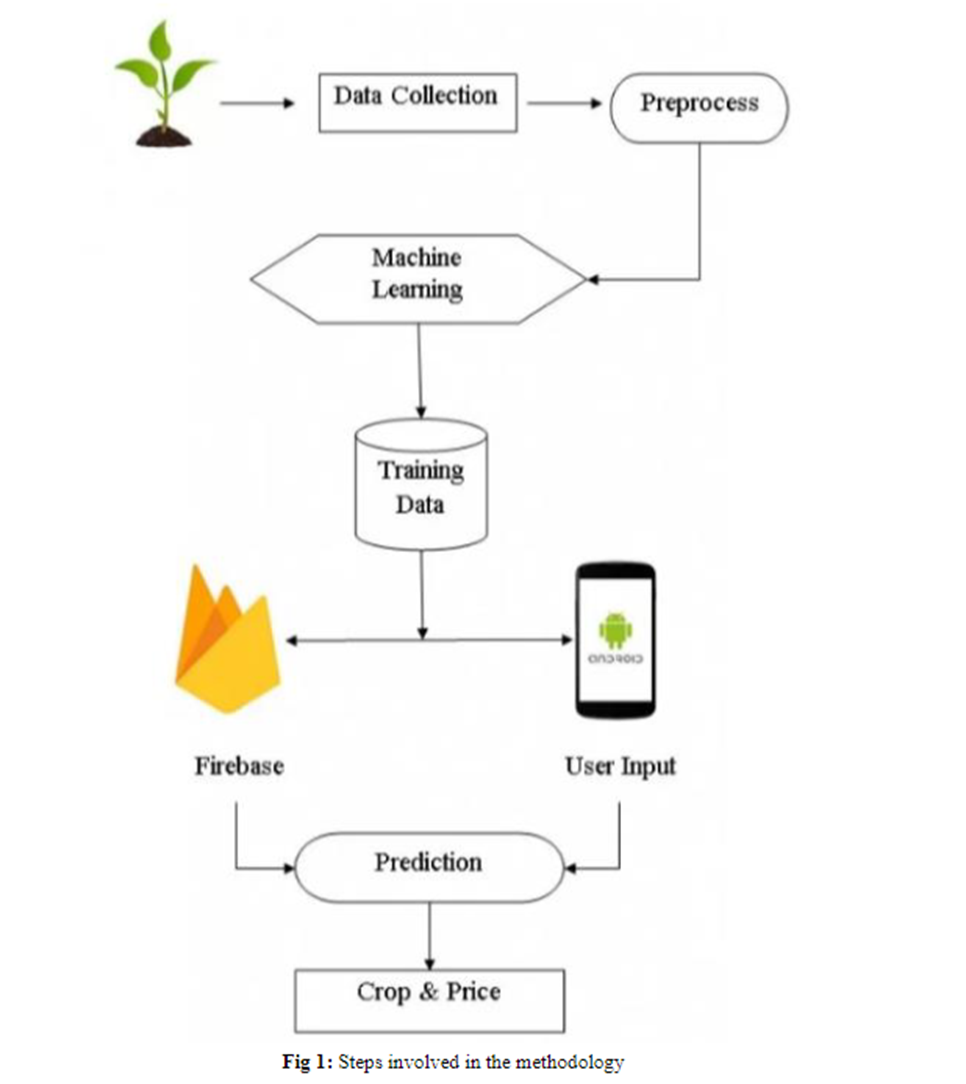 Data Collection
Preprocess
Machine
Learning
Training
Data
ANDROID
Firebase
User Input
Prediction
Crop & Price
Fig 1: Steps involved in the methodology